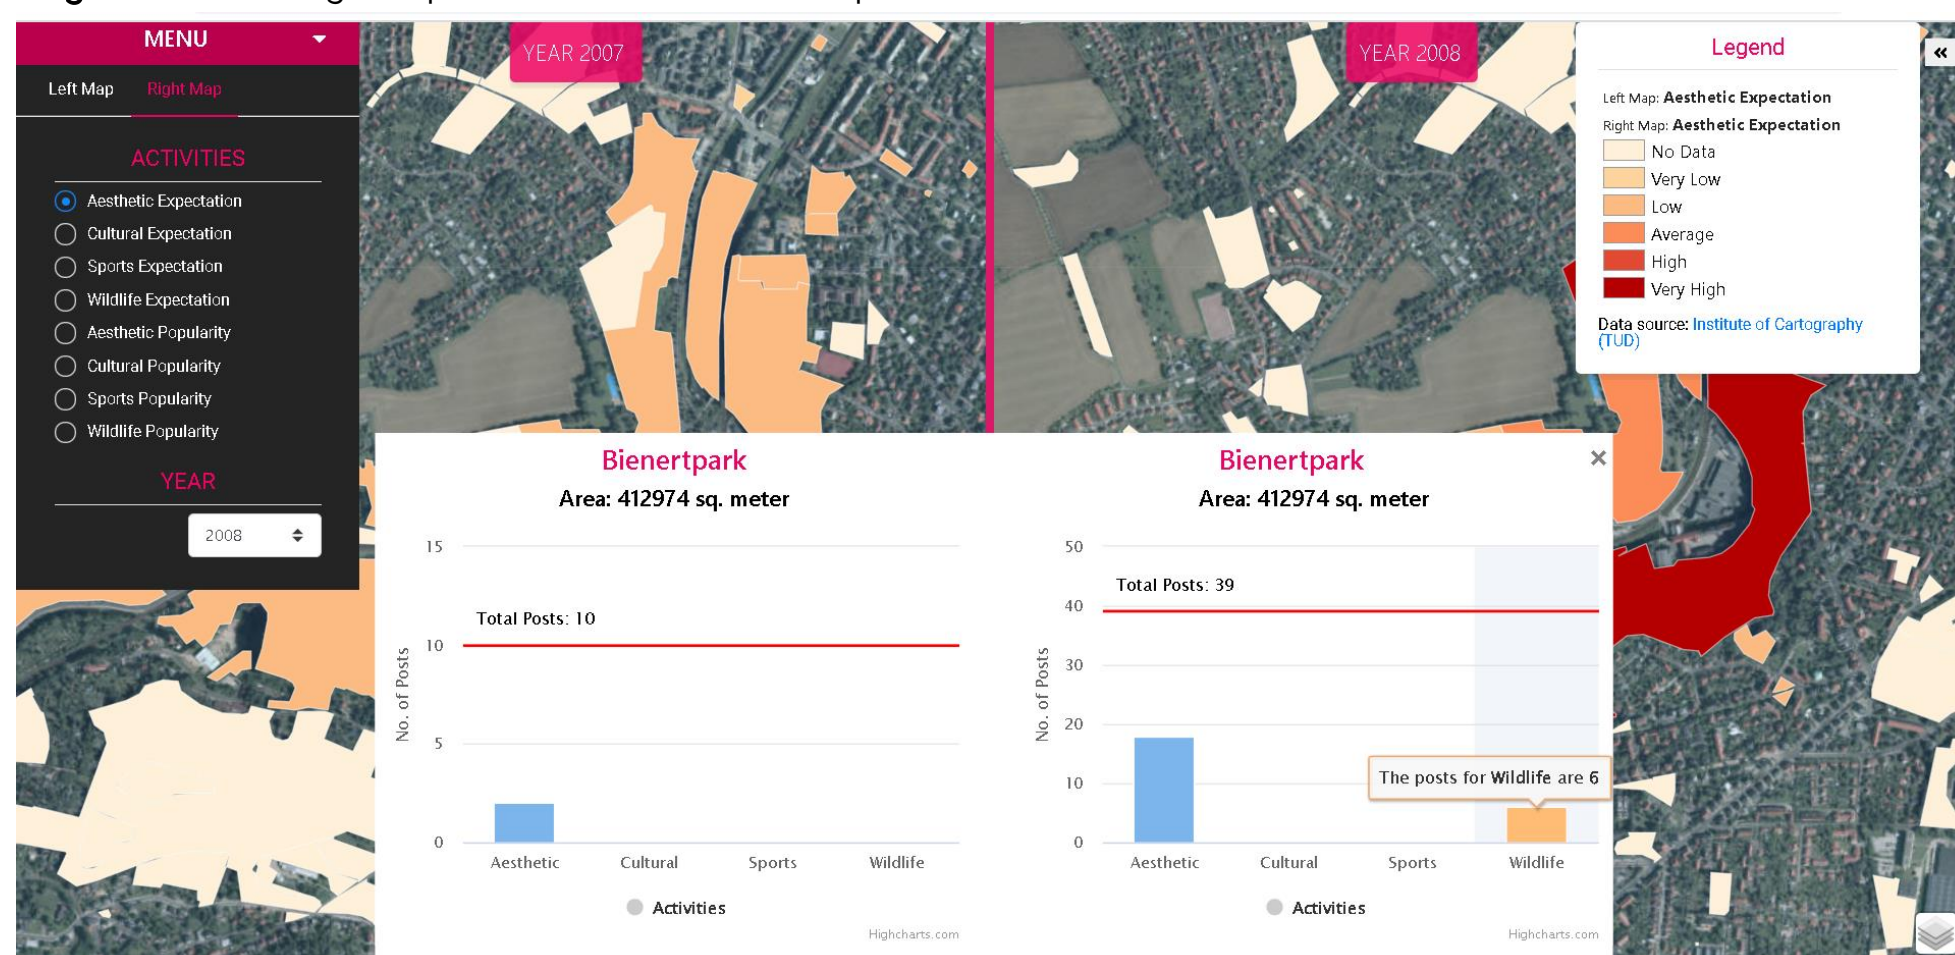 MENU
Left Map Right Map
ACTIVITIES
Aesthetic Expectation
Cultural Expectation
Sports Expectation
Wildlife Expectation
Aesthetic Popularity
Cultural Popularity
Sports Popularity
Wildlife Popularity
YEAR
2008
YEAR 2007
YEAR 2008
Legend
Left Map: Aesthetic Expectation
Right Map: Aesthetic Expectation
No Data
Very Low
Low
Average
High
Very High
Data source: Institute of Cartography
(TUD)
«
Bienertpark
Area: 412974 sq. meter
15
Total Posts: 10
10
No. of Posts
5
0
Aesthetic Cultural Sports Wildlife
Activities
Highcharts.com
Bienertpark
×
Area: 412974 sq. meter
50
Total Posts: 39
40
30
No. of Posts
20
The posts for Wildlife are 6
10
0
Aesthetic Cultural Sports Wildlife
Activities
Highcharts.com